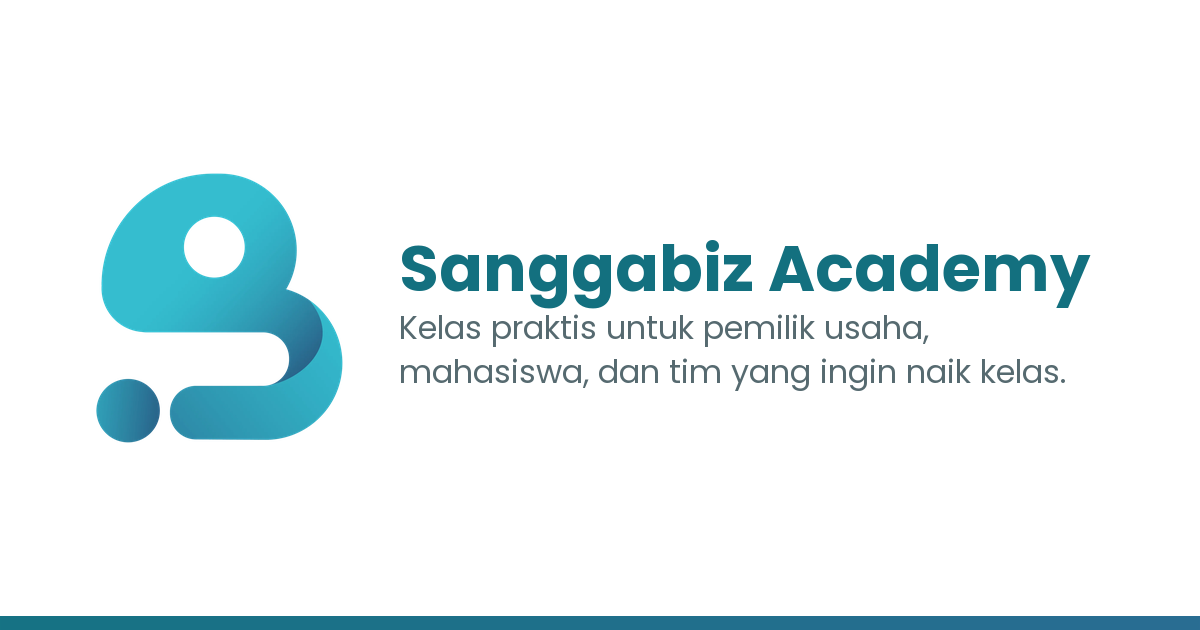 Sanggabiz Academy
Kelas praktis untuk pemilik usaha,
mahasiswa, dan tim yang ingin naik kelas.